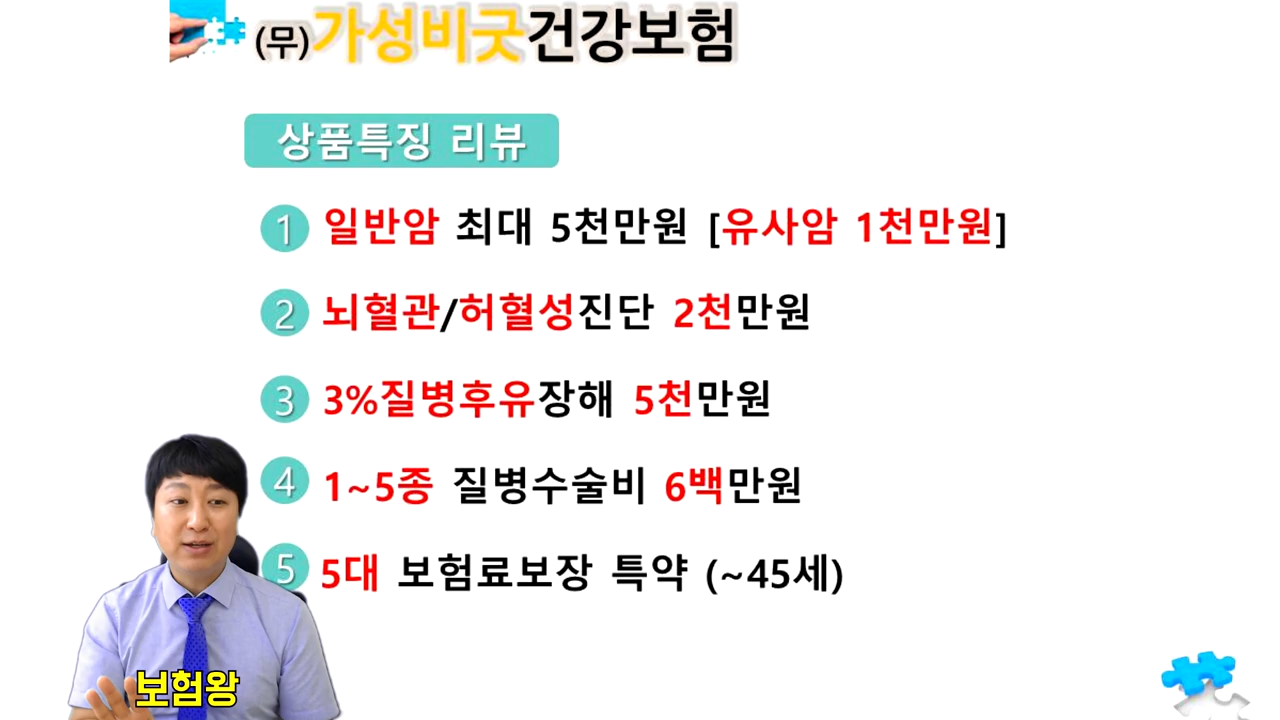 (무)가성비굿건강보험
상품특징 리뷰
1 일반암 최대 5천만원 [유사암 1천만원]
2 뇌혈관/허혈성진단 2천만원
3 3%질병후유장해 5천만원
4 1~5종 질병수술비 6백만원
5 5대 보험료보장 특약 (~45세)
보험왕